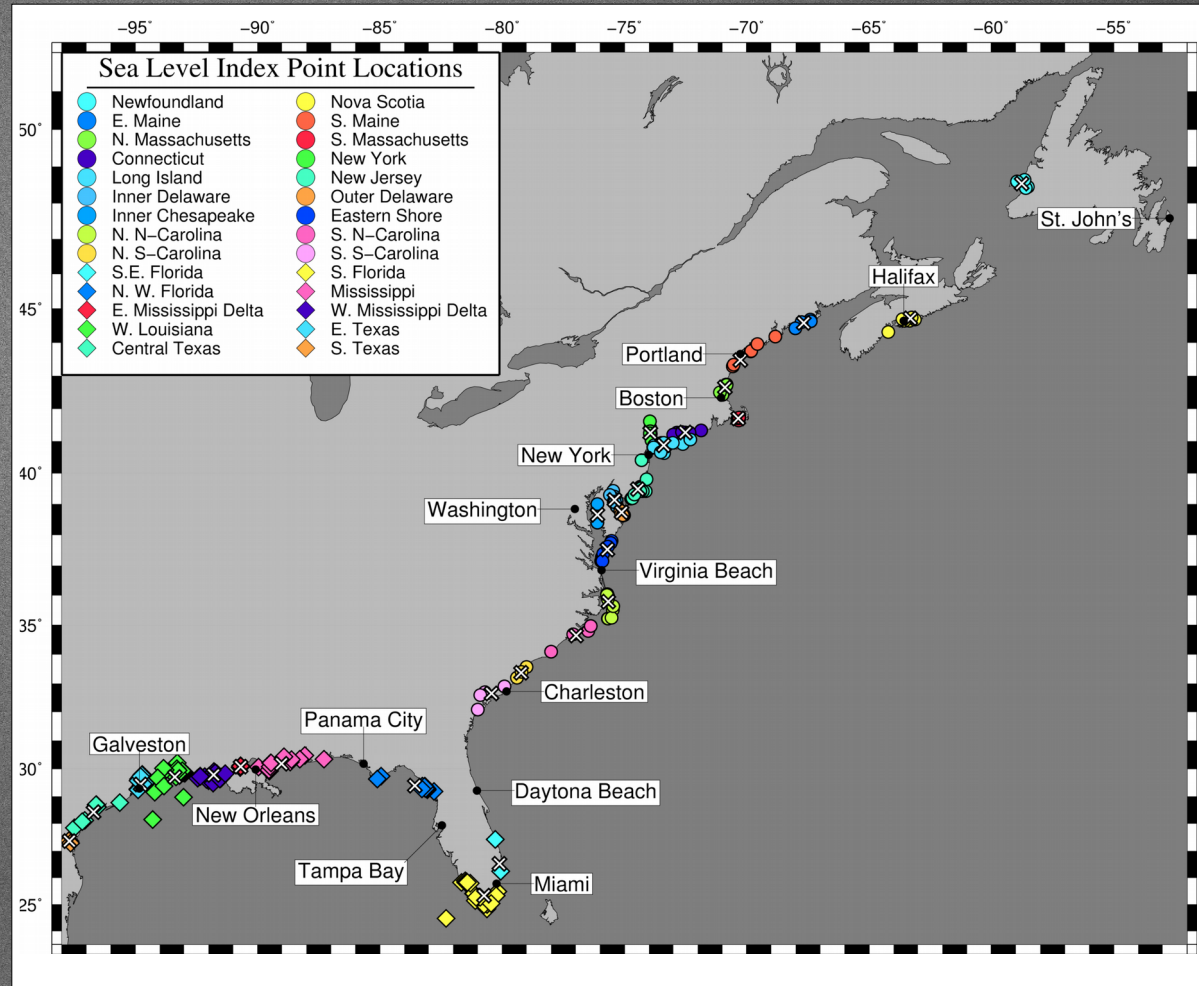 −95˚ −90˚ −85˚ −80˚ −75˚ −70˚ −65˚ −60˚ −55˚
Sea Level Index Point Locations
Newfoundland Nova Scotia
E. Maine S. Maine
N. Massachusetts S. Massachusetts
Connecticut New York
Long Island New Jersey
Inner Delaware Outer Delaware
Inner Chesapeake Eastern Shore
N. N−Carolina S. N−Carolina
N. S−Carolina S. S−Carolina
S.E. Florida S. Florida
N. W. Florida Mississippi
E. Mississippi Delta W. Mississippi Delta
W. Louisiana E. Texas
Central Texas S. Texas
50˚
St. John's
Halifax
45˚
Portland
Boston
New York
40˚
Washington
Virginia Beach
35˚
Charleston
Panama City
Galveston
30˚
Daytona Beach
New Orleans
Tampa Bay
Miami
25˚